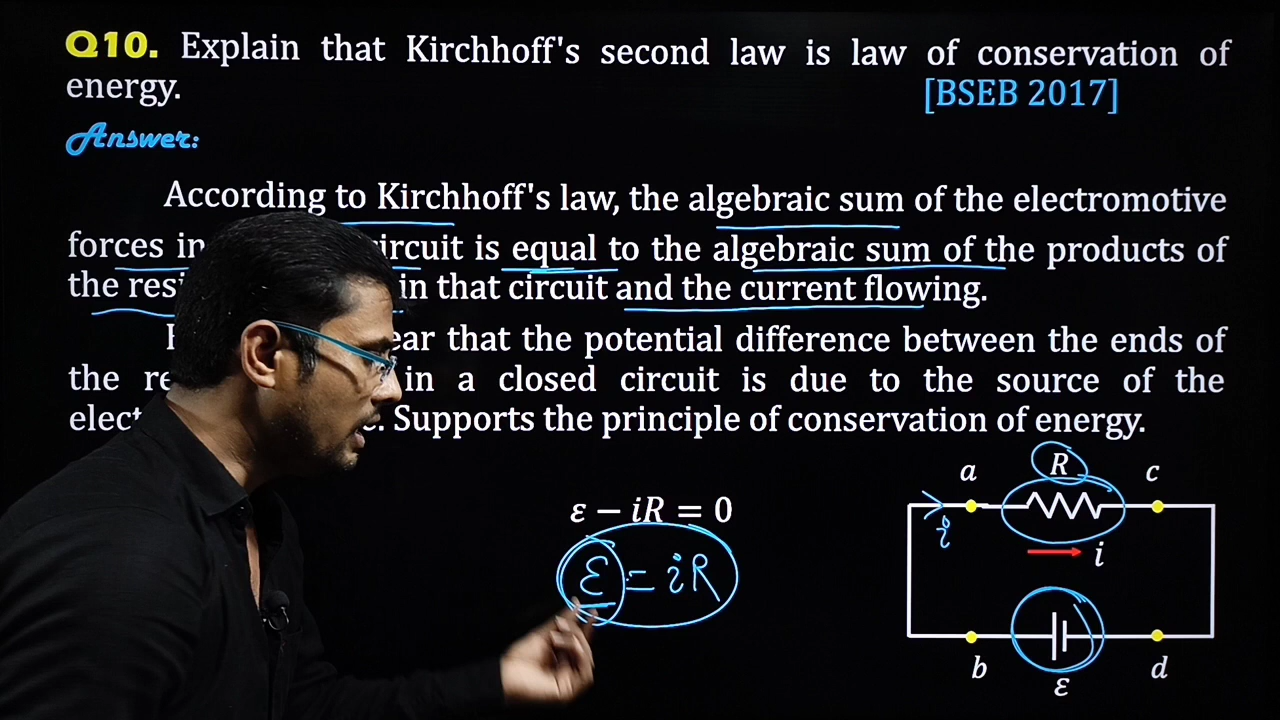 Q10. Explain that Kirchhoff's second law is law of conservation of
energy. [BSEB 2017]
Answer:
According to Kirchhoff's law, the algebraic sum of the electromotive
forces in circuit is equal to the algebraic sum of the products of
the in that circuit and the current flowing.
that the potential difference between the ends of
the in a closed circuit is due to the source of the
Supports the principle of conservation of energy.
ε − iR = 0
ε = iR
a R c
i
i
b ε d